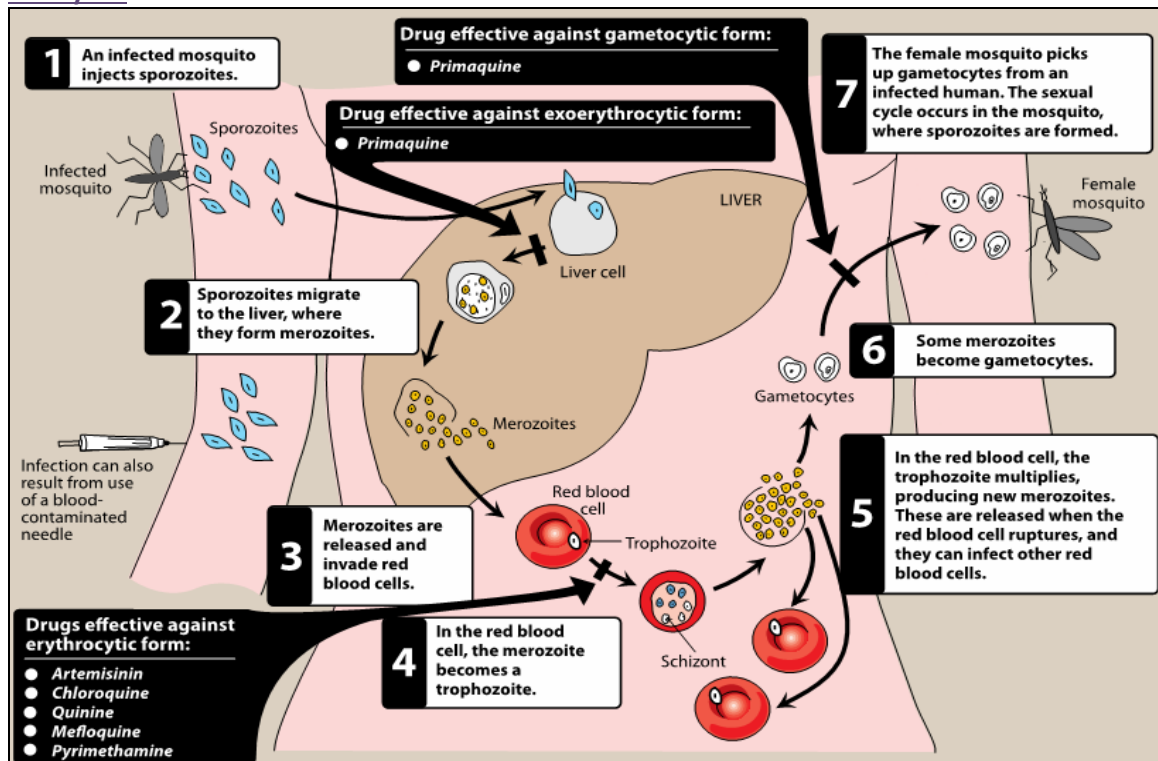 1
An infected mosquito
injects sporozoites.
Drug effective against gametocytic form:
● Primaquine
Drug effective against exoerythrocytic form:
● Primaquine
7
The female mosquito picks
up gametocytes from an
infected human. The sexual
cycle occurs in the mosquito,
where sporozoites are formed.
Sporozoites
Infected
mosquito
LIVER
Female
mosquito
Liver cell
2
Sporozoites migrate
to the liver, where
they form merozoites.
6
Some merozoites
become gametocytes.
Gametocytes
Merozoites
Infection can also
result from use
of a blood-
contaminated
needle
Red blood
cell
Trophozoite
3
Merozoites are
released and
invade red
blood cells.
5
In the red blood cell, the
trophozoite multiplies,
producing new merozoites.
These are released when the
red blood cell ruptures, and
they can infect other red
blood cells.
4
In the red blood
cell, the merozoite
becomes a
trophozoite.
Schizont
Drugs effective against
erythrocytic form:
● Artemisinin
● Chloroquine
● Quinine
● Mefloquine
● Pyrimethamine